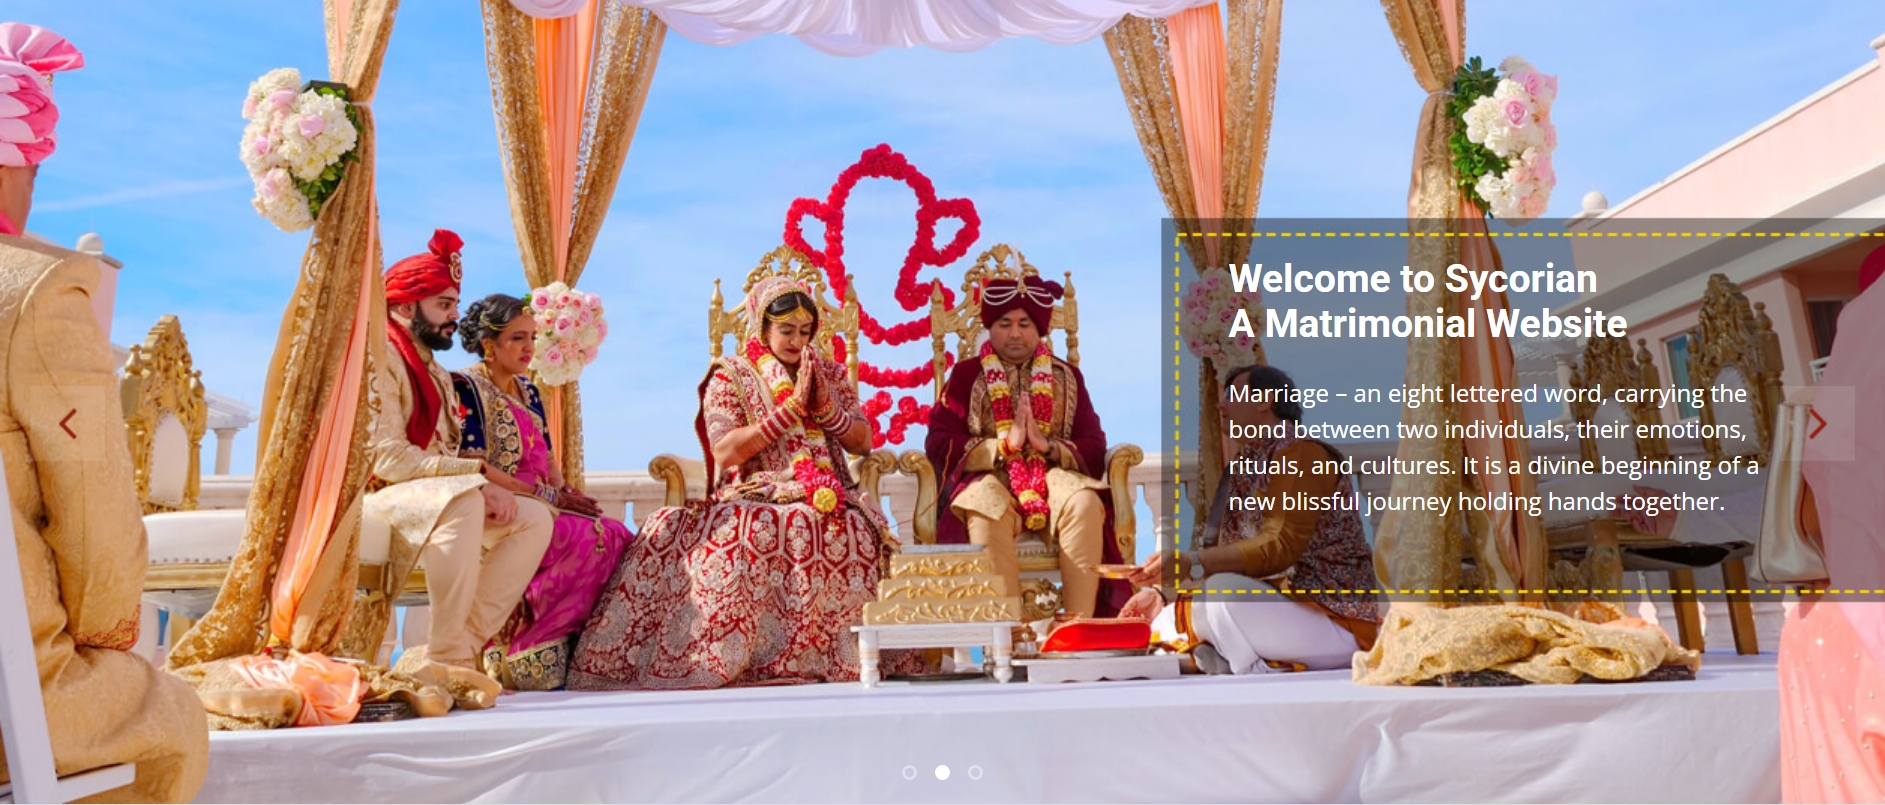 Welcome to Sycorian
A Matrimonial Website
Marriage – an eight lettered word, carrying the
bond between two individuals, their emotions,
rituals, and cultures. It is a divine beginning of a
new blissful journey holding hands together.